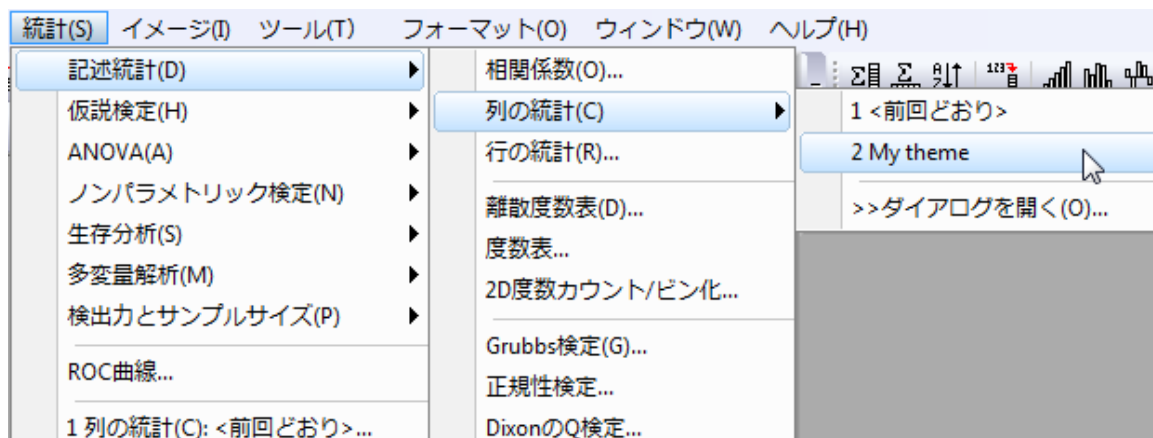 統計(S) イメージ(I) ツール(T) フォーマット(O) ウィンドウ(W) ヘルプ(H)
記述統計(D)
仮説検定(H)
ANOVA(A)
ノンパラメトリック検定(N)
生存分析(S)
多変量解析(M)
検出力とサンプルサイズ(P)
ROC曲線...
1 列の統計(C): <前回どおり>...
相関係数(O)...
列の統計(C)
行の統計(R)...
離散度数表(D)...
度数表...
2D度数カウント/ビン化...
Grubbs検定(G)...
正規性検定...
DixonのQ検定...
123
1 <前回どおり>
2 My theme
>>ダイアログを開く(O)...